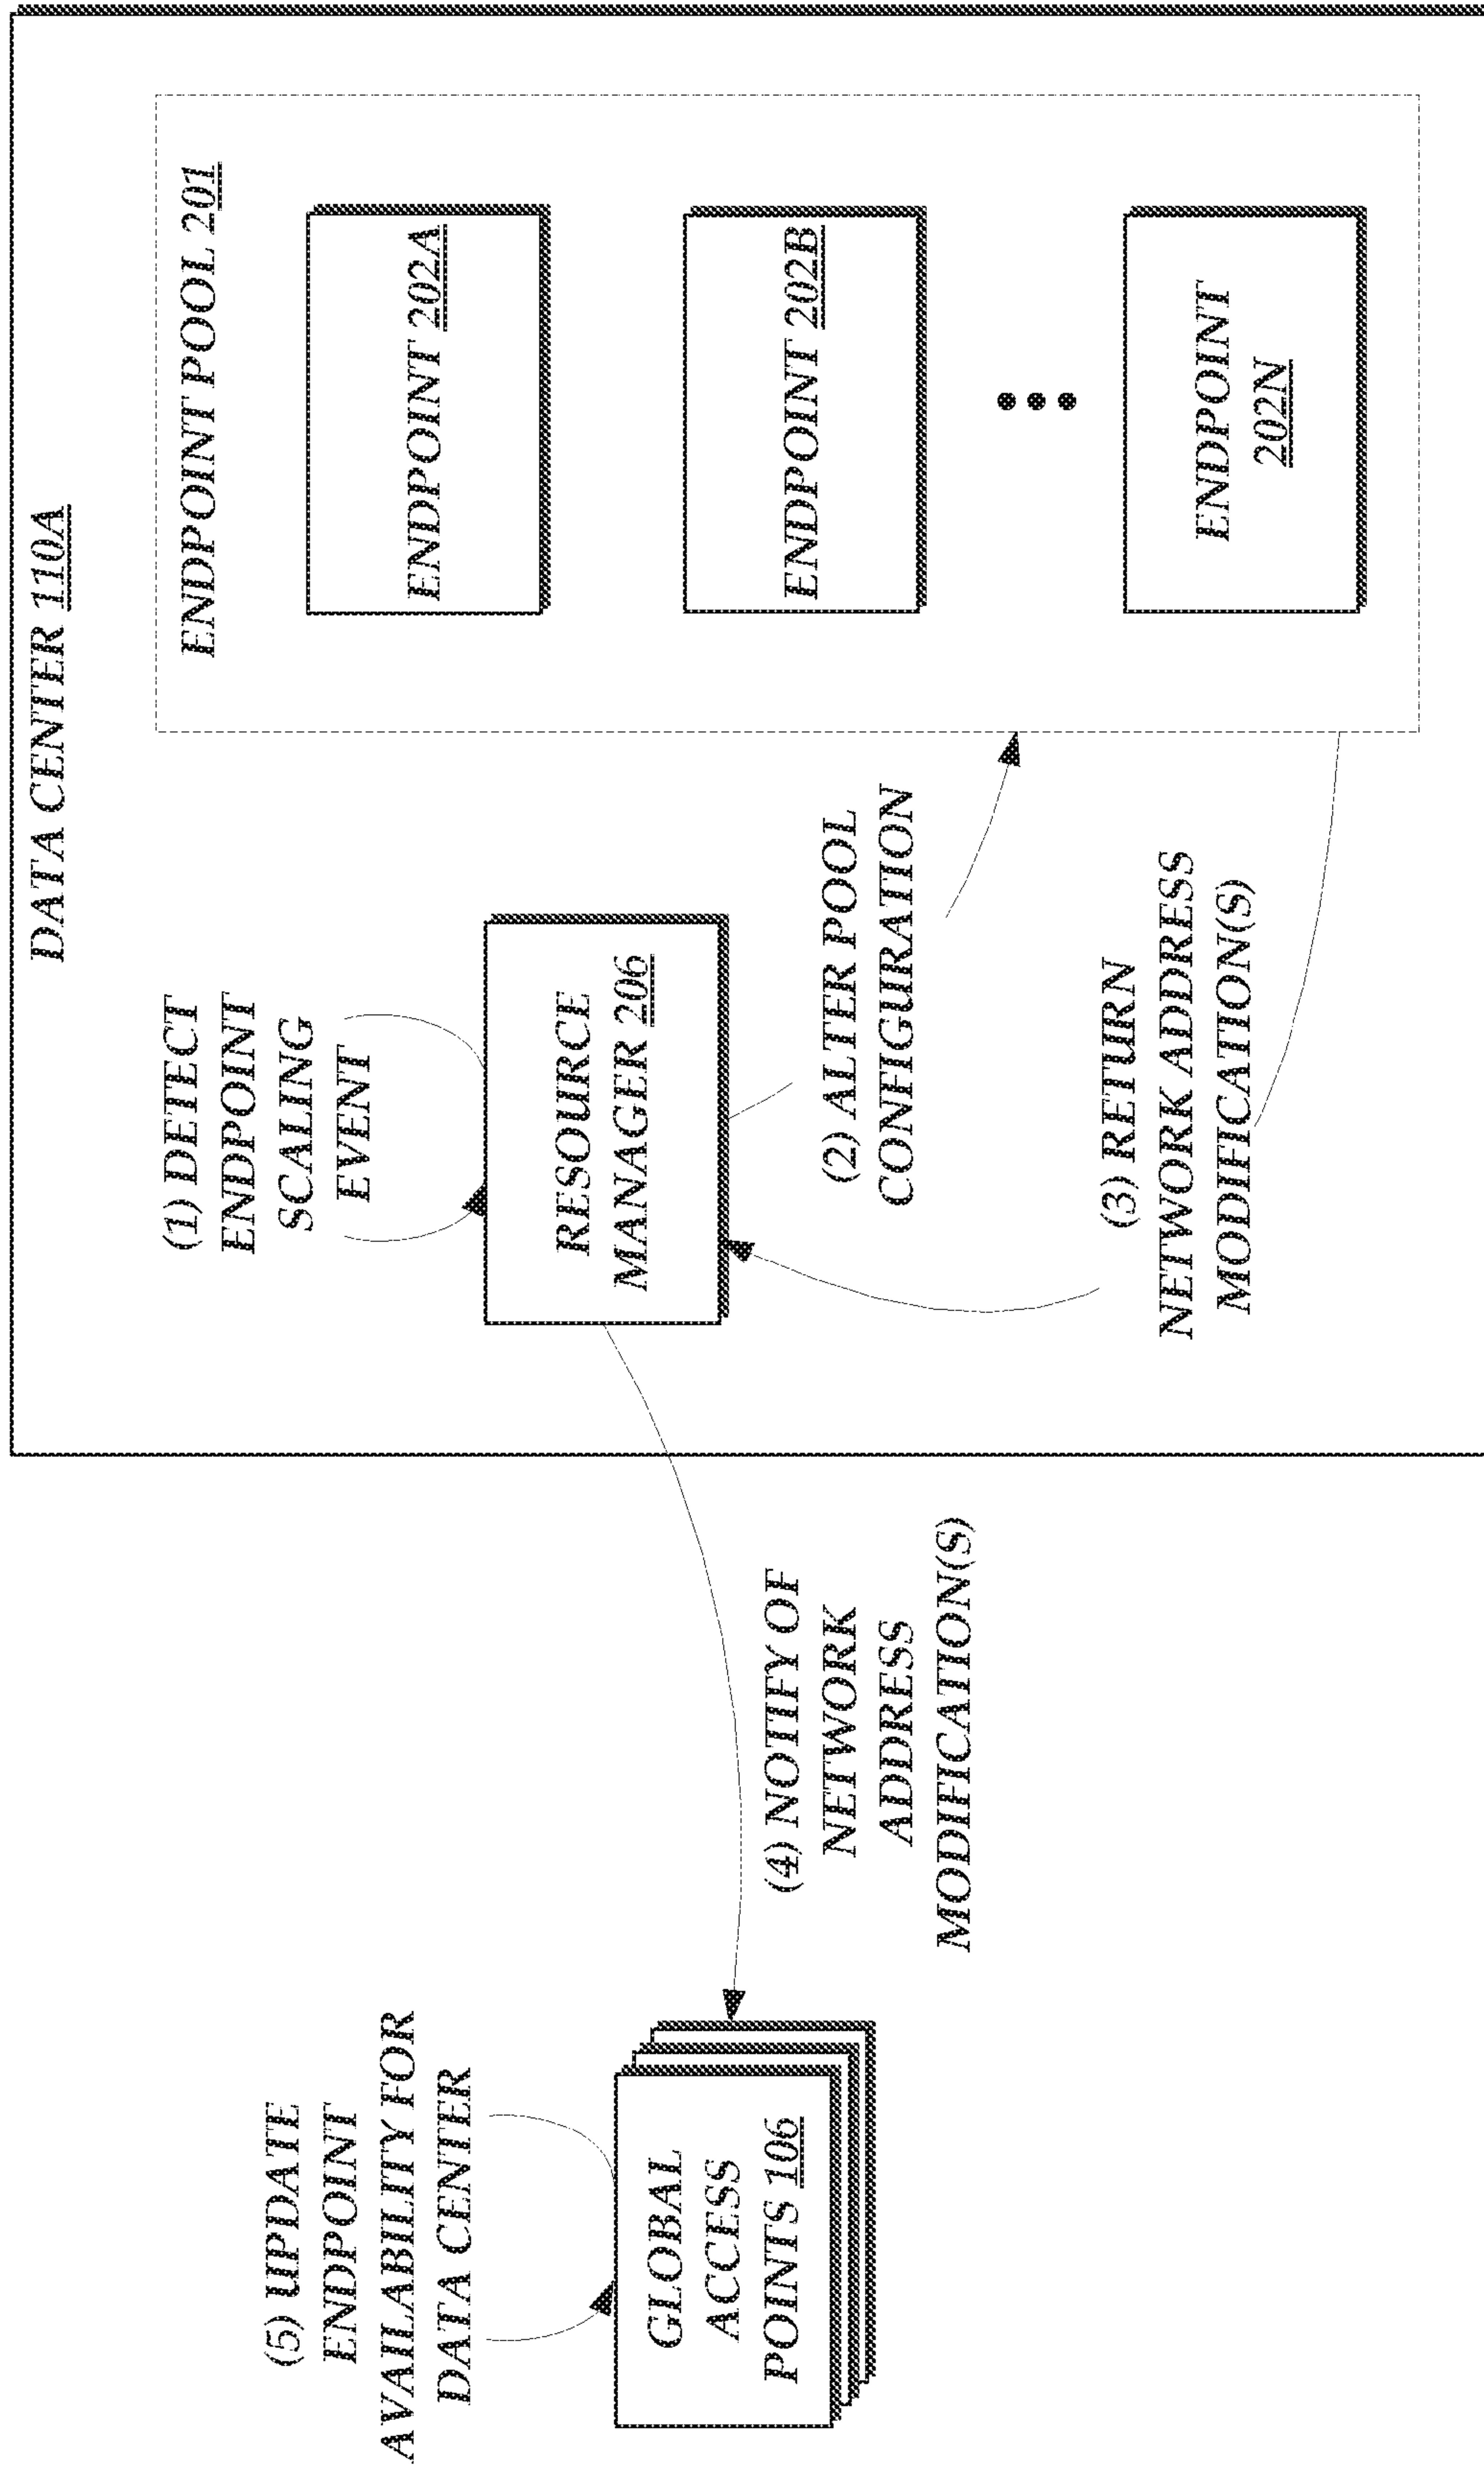 DATA CENTER 110A
ENDPOINT POOL 201
ENDPOINT 202A
ENDPOINT 202B
ENDPOINT
202N
(1) DETECT
ENDPOINT
SCALING
EVENT
RESOURCE
MANAGER 206
(2) ALTER POOL
CONFIGURATION
(3) RETURN
NETWORK ADDRESS
MODIFICATION(S)
(4) NOTIFY OF
NETWORK
ADDRESS
MODIFICATION(S)
(5) UPDATE
ENDPOINT
AVAILABILITY FOR
DATA CENTER
GLOBAL
ACCESS
POINTS 106